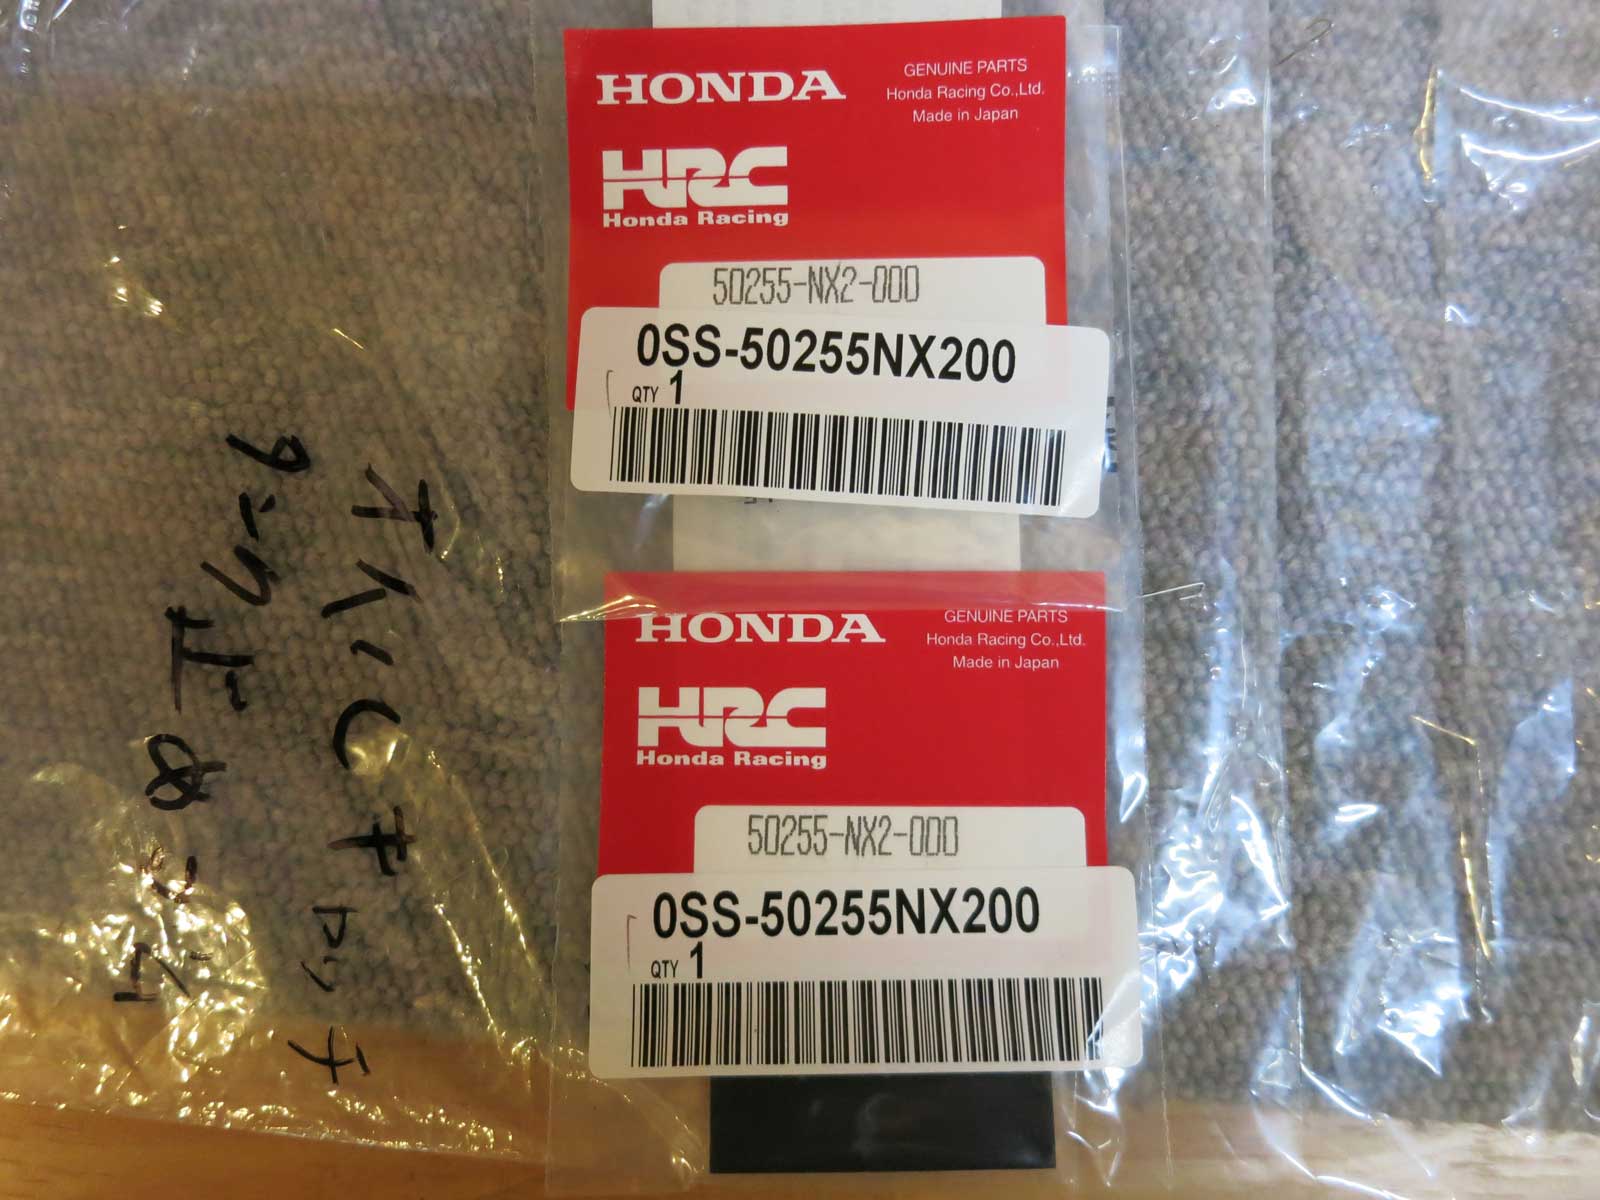 HONDA
GENUINE PARTS
Honda Racing Co.,Ltd.
Made in Japan
HRC
Honda Racing
50255-NX2-000
0SS-50255NX200
QTY 1
HONDA
GENUINE PARTS
Honda Racing Co.,Ltd.
Made in Japan
HRC
Honda Racing
50255-NX2-000
0SS-50255NX200
QTY 1